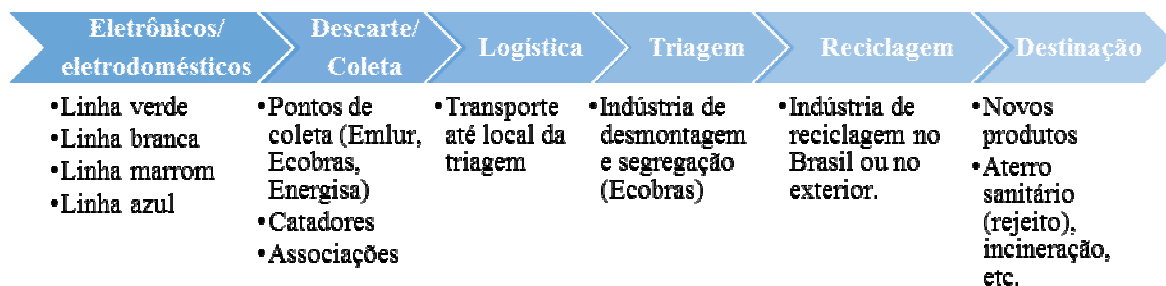 Eletrônicos/
eletrodomésticos
Descarte/
Coleta
Logística
Triagem
Reciclagem
Destinação
•Linha verde
•Linha branca
•Linha marrom
•Linha azul
•Pontos de
coleta (Emlur,
Ecobras,
Energisa)
•Catadores
•Associações
•Transporte
até local da
triagem
•Indústria de
desmontagem
e segregação
(Ecobras)
•Indústria de
reciclagem no
Brasil ou no
exterior.
•Novos
produtos
•Aterro
sanitário
(rejeito),
incineração,
etc.